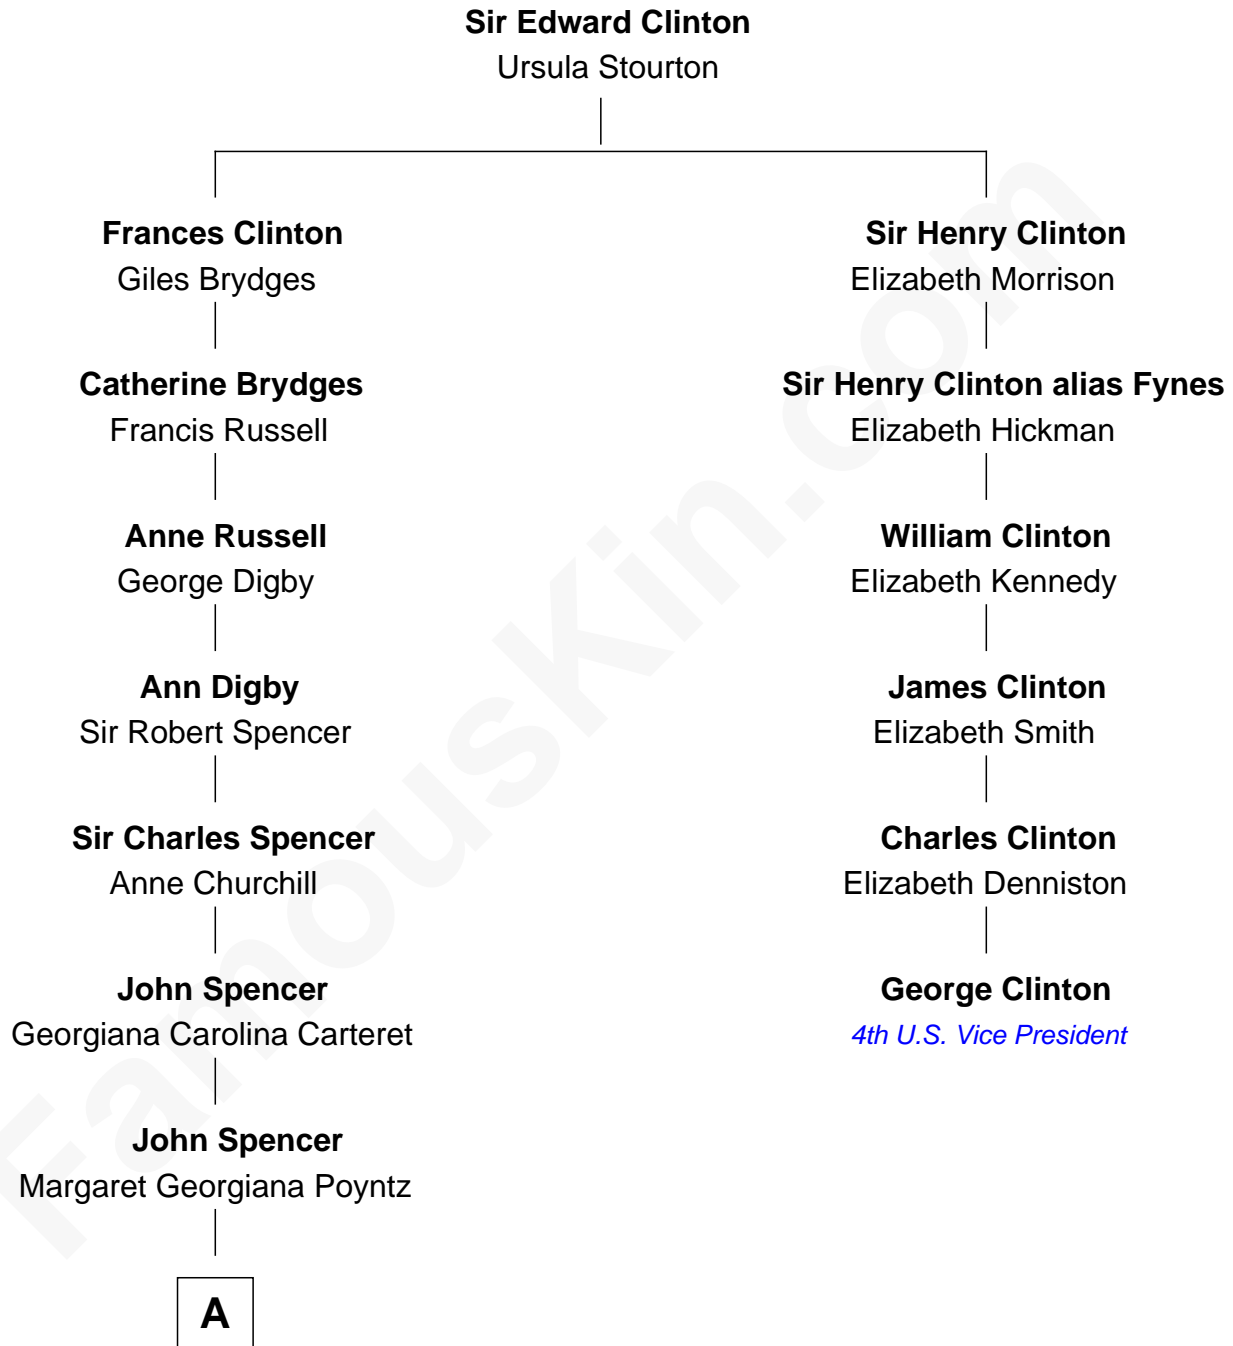 Sir Edward Clinton
Ursula Stourton
Frances Clinton
Giles Brydges
Sir Henry Clinton
Elizabeth Morrison
Catherine Brydges
Francis Russell
Sir Henry Clinton alias Fynes
Elizabeth Hickman
Anne Russell
George Digby
William Clinton
Elizabeth Kennedy
Ann Digby
Sir Robert Spencer
James Clinton
Elizabeth Smith
Sir Charles Spencer
Anne Churchill
Charles Clinton
Elizabeth Denniston
John Spencer
Georgiana Carolina Carteret
George Clinton
4th U.S. Vice President
John Spencer
Margaret Georgiana Poyntz
A
FamousKin.com